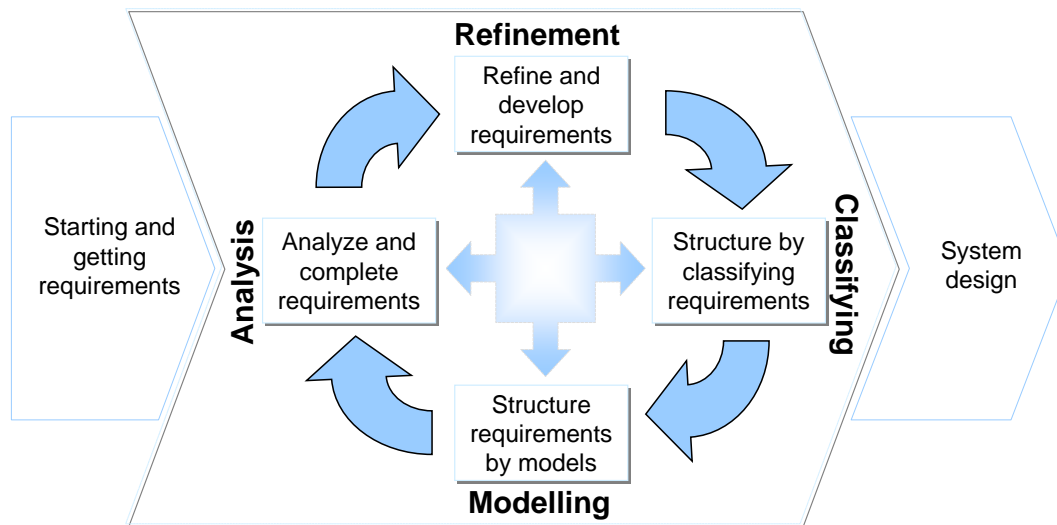 Refinement
Refine and
develop
requirements
Starting and
getting
requirements
Analysis
Analyze and
complete
requirements
Structure by
classifying
requirements
Classifying
System
design
Structure
requirements
by models
Modelling